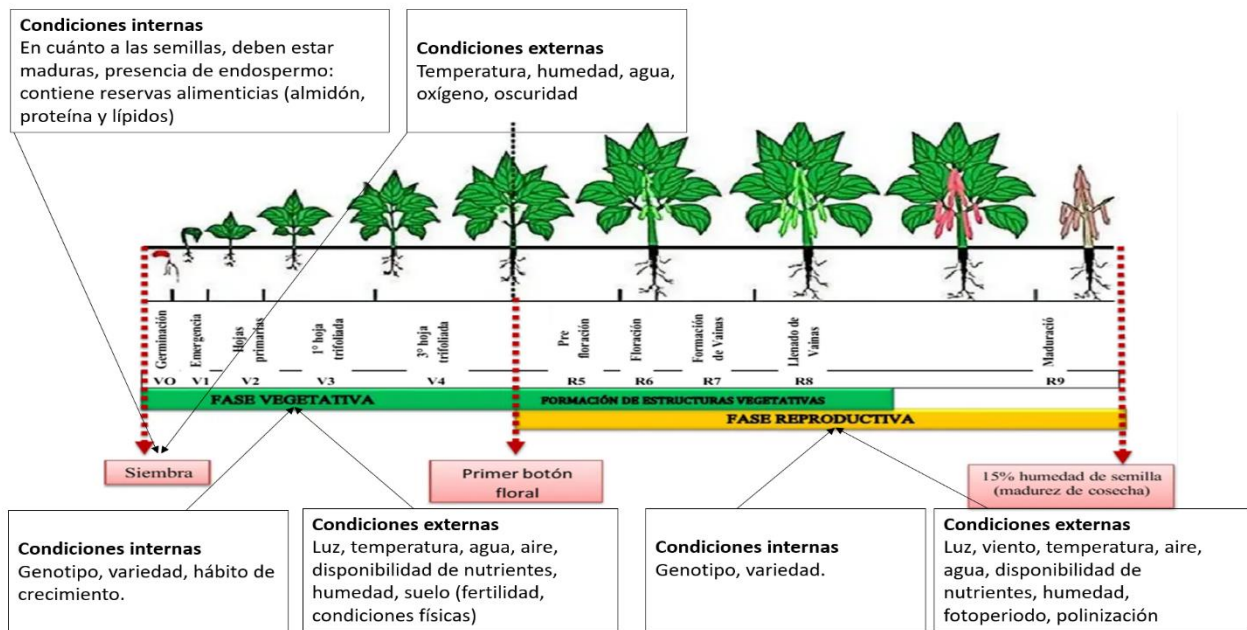 Condiciones internas
En cuánto a las semillas, deben estar
maduras, presencia de endospermo:
contiene reservas alimenticias (almidón,
proteína y lípidos)
Condiciones externas
Temperatura, humedad, agua,
oxígeno, oscuridad
Germinación
Emergencia
Hojas
primarias
1° hoja
trifoliada
3° hoja
trifoliada
Pre
floración
Floración
Formación
de Vainas
Llenado de
Vainas
Maduració
VO V1 V2 V3 V4 R5 R6 R7 R8 R9
FASE VEGETATIVA
FORMACIÓN DE ESTRUCTURAS VEGETATIVAS
FASE REPRODUCTIVA
Siembra
Primer botón
floral
15% humedad de semilla
(madurez de cosecha)
Condiciones internas
Genotipo, variedad, hábito de
crecimiento.
Condiciones externas
Luz, temperatura, agua, aire,
disponibilidad de nutrientes,
humedad, suelo (fertilidad,
condiciones físicas)
Condiciones internas
Genotipo, variedad.
Condiciones externas
Luz, viento, temperatura, aire,
agua, disponibilidad de
nutrientes, humedad,
fotoperiodo, polinización